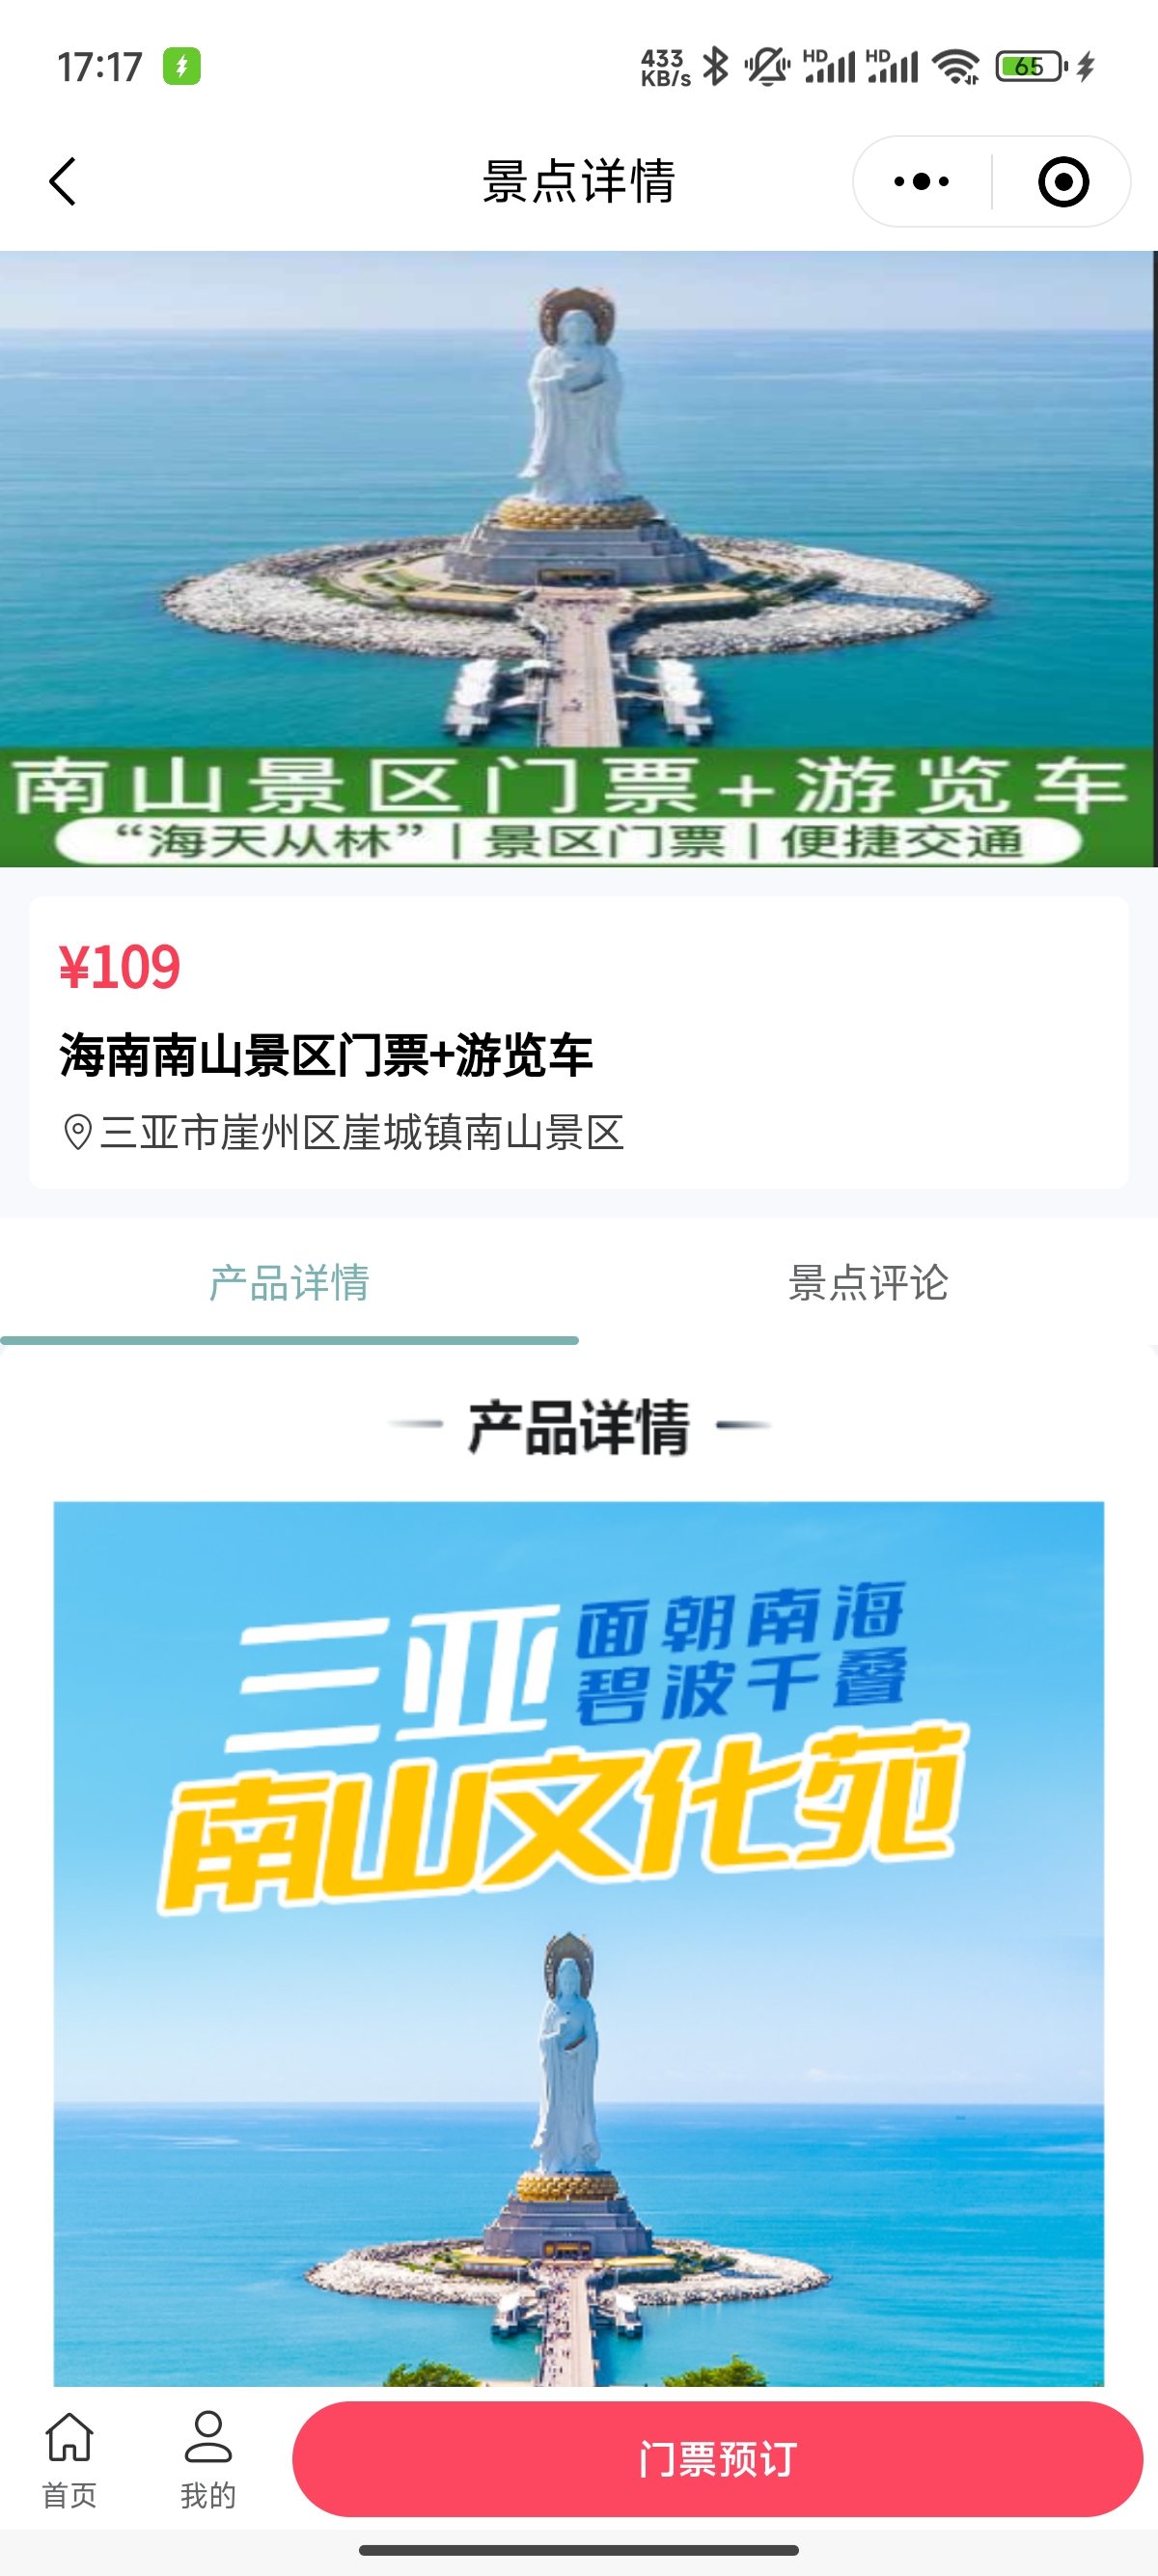 17:17
433
KB/s
HD
HD
65
景点详情
南山景区门票+游览车
“海天丛林”|景区门票|便捷交通
¥109
海南南山景区门票+游览车
三亚市崖州区崖城镇南山景区
产品详情
景点评论
产品详情
三亚
面朝南海
碧波千叠
南山文化苑
首页
我的
门票预订